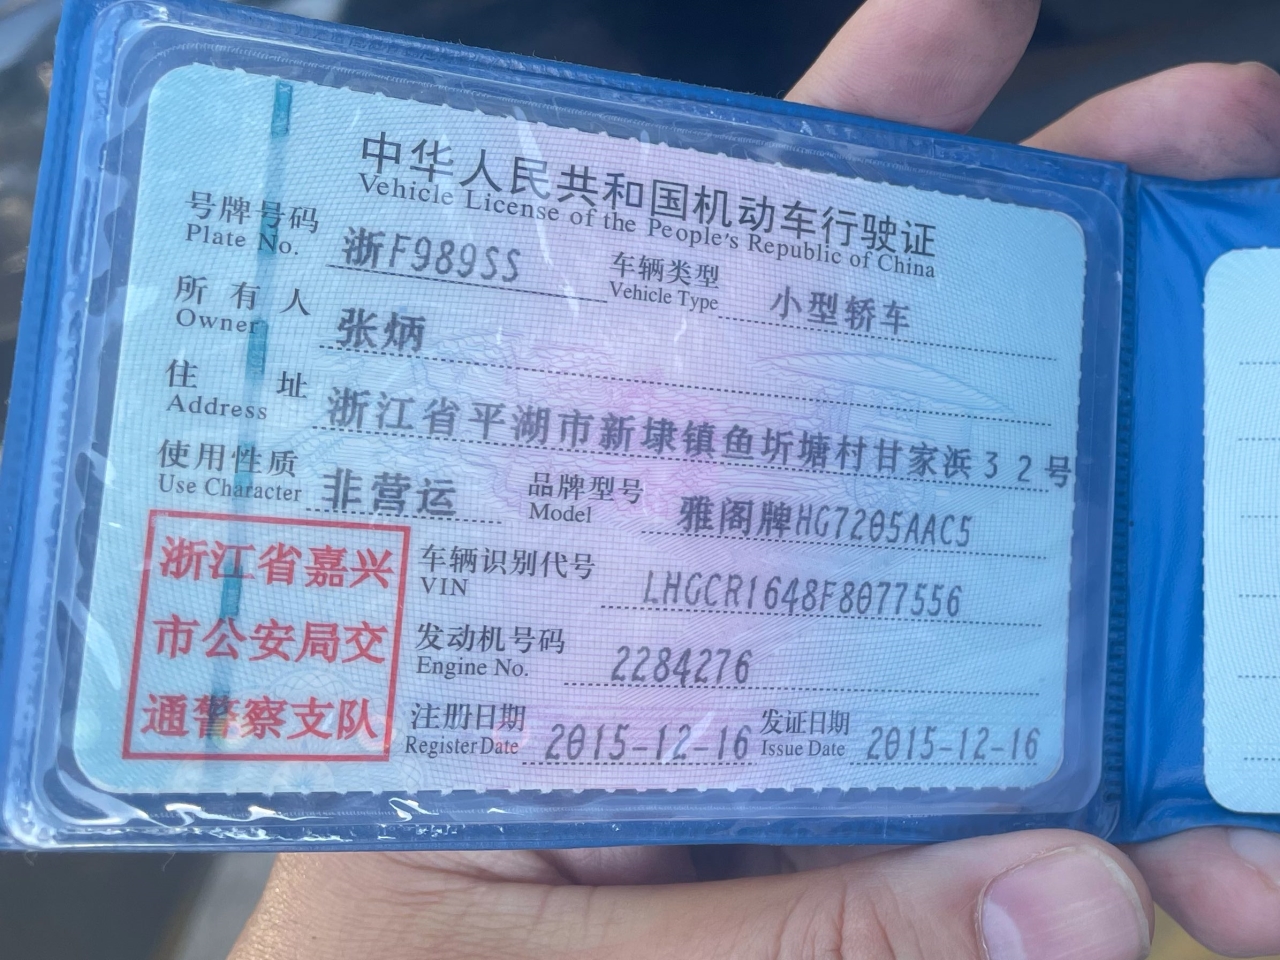 中华人民共和国机动车行驶证
Vehicle License of the People's Republic of China
号牌号码 浙F989SS 车辆类型 小型轿车
Plate No. Vehicle Type
所有人 张炳
Owner
住址 浙江省平湖市新埭镇鱼圻塘村甘家浜32号
Address
使用性质 非营运 品牌型号 雅阁牌HG7205AAC5
Use Character Model
浙江省嘉兴
市公安局交
通警察支队
车辆识别代号 LHGCR1648F8077556
VIN
发动机号码 2284276
Engine No.
注册日期 2015-12-16 发证日期 2015-12-16
Register Date Issue Date